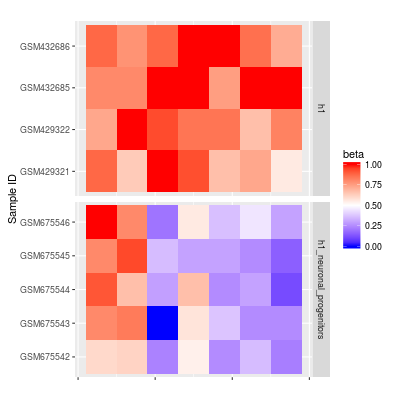 GSM432686
GSM432685
GSM429322
GSM429321
h1
GSM675546
GSM675545
GSM675544
GSM675543
GSM675542
h1_neuronal_progenitors
Sample ID
beta
1.00
0.75
0.50
0.25
0.00